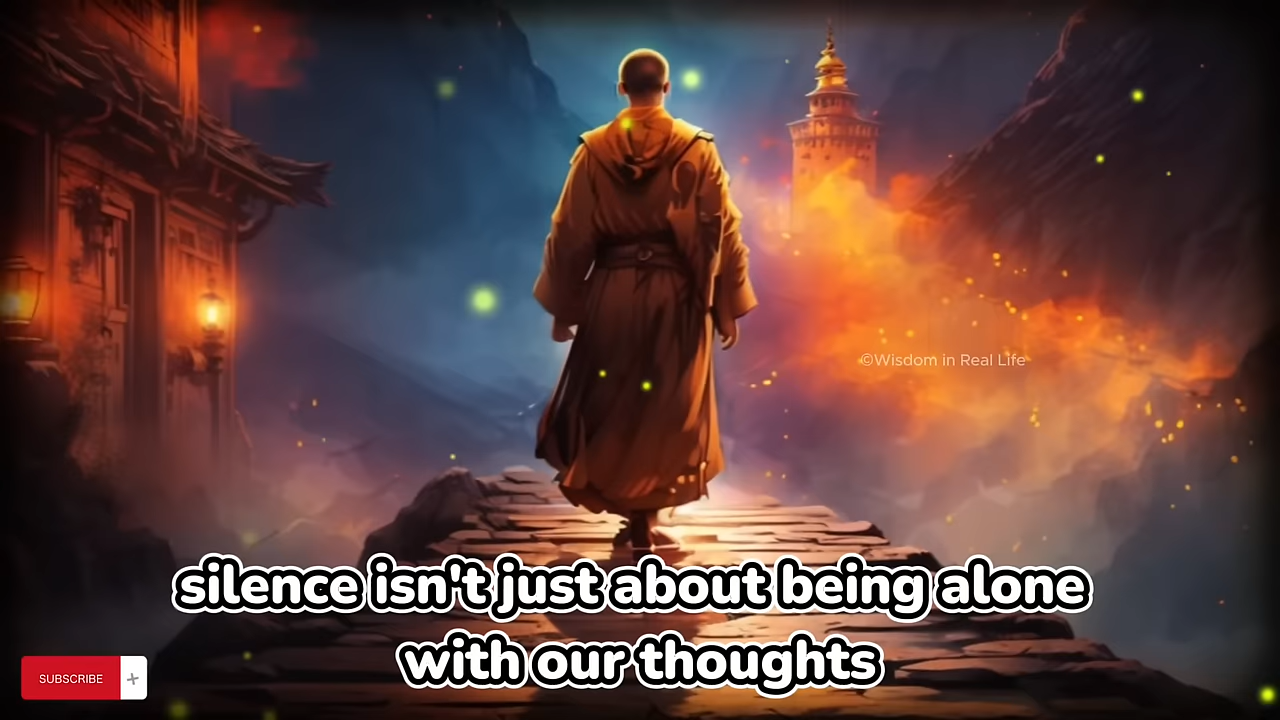 ©Wisdom in Real Life
silence isn't just about being alone
with our thoughts
SUBSCRIBE +